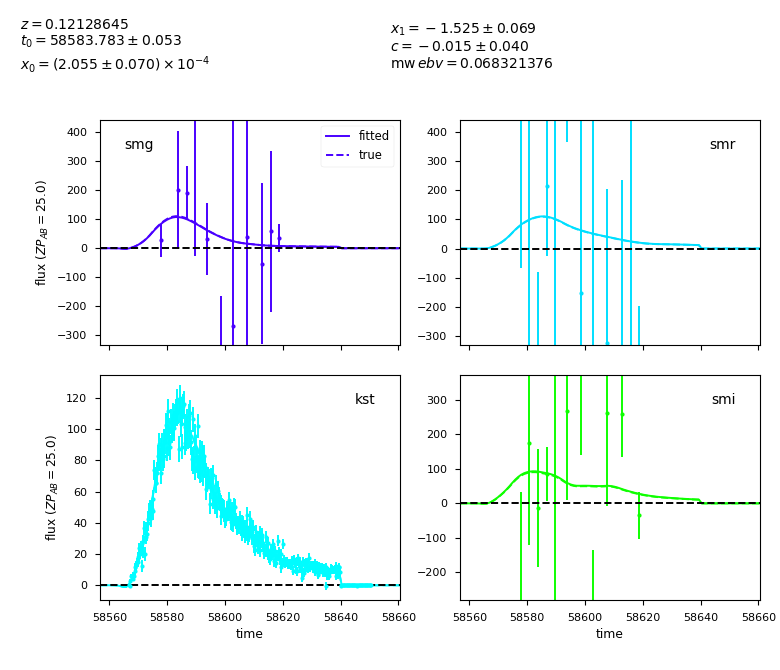 z = 0.12128645
t₀ = 58583.783 ± 0.053
x₀ = (2.055 ± 0.070) × 10⁻⁴
x₁ = −1.525 ± 0.069
c = −0.015 ± 0.040
mw ebv = 0.068321376
smg
fitted
true
400
300
200
100
0
−100
−200
−300
flux (ZP_AB = 25.0)
smr
400
300
200
100
0
−100
−200
−300
kst
120
100
80
60
40
20
0
flux (ZP_AB = 25.0)
58560 58580 58600 58620 58640 58660
time
smi
300
200
100
0
−100
−200
58560 58580 58600 58620 58640 58660
time